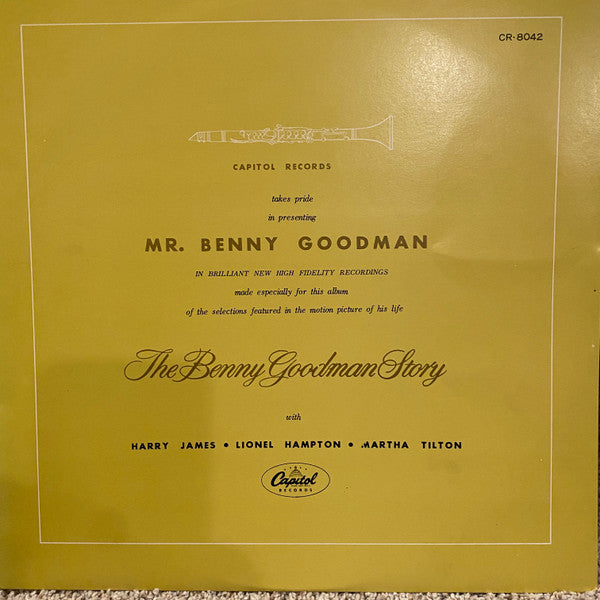 CR-8042
CAPITOL RECORDS
takes pride
in presenting
MR. BENNY GOODMAN
IN BRILLIANT NEW HIGH FIDELITY RECORDINGS
made especially for this album
of the selections featured in the motion picture of his life
The Benny Goodman Story
with
HARRY JAMES • LIONEL HAMPTON • MARTHA TILTON
Capitol
RECORDS